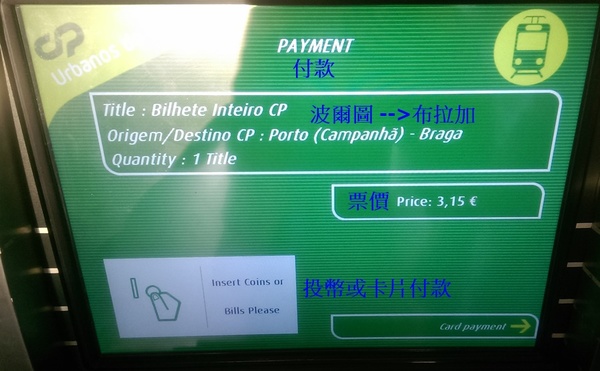 CP
Urbanos
PAYMENT
付款
Title : Bilhete Inteiro CP 波爾圖 -->布拉加
Origem/Destino CP : Porto (Campanhã) - Braga
Quantity : 1 Title
票價 Price: 3,15 €
Insert Coins or
Bills Please
投幣或卡片付款
Card payment